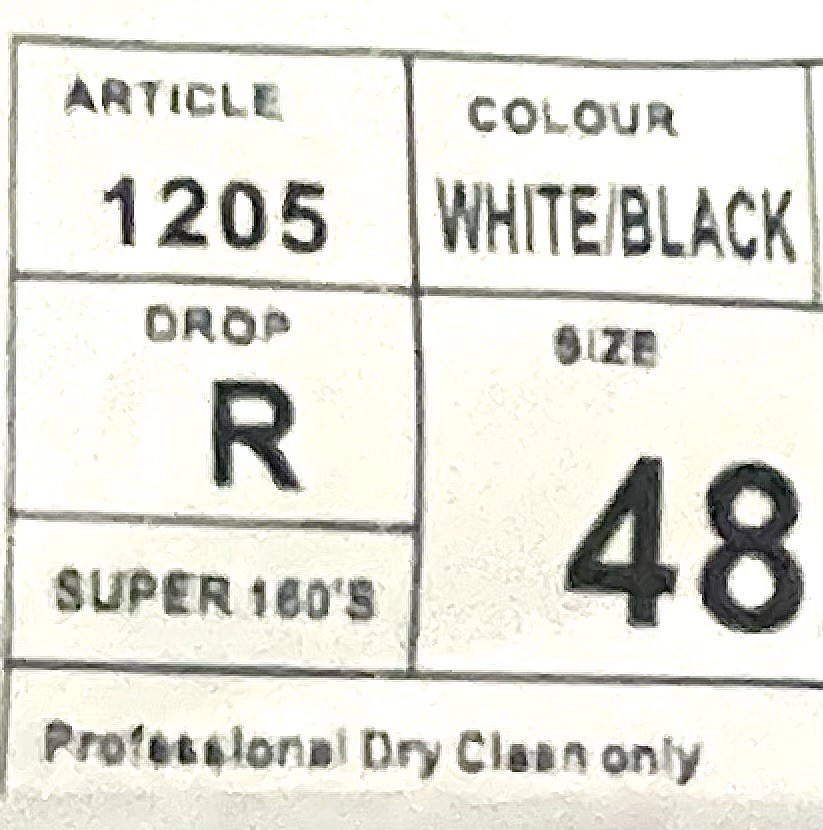 ARTICLE
1205
COLOUR
WHITE/BLACK
DROP
R
SIZE
48
SUPER 160'S
Professional Dry Clean only